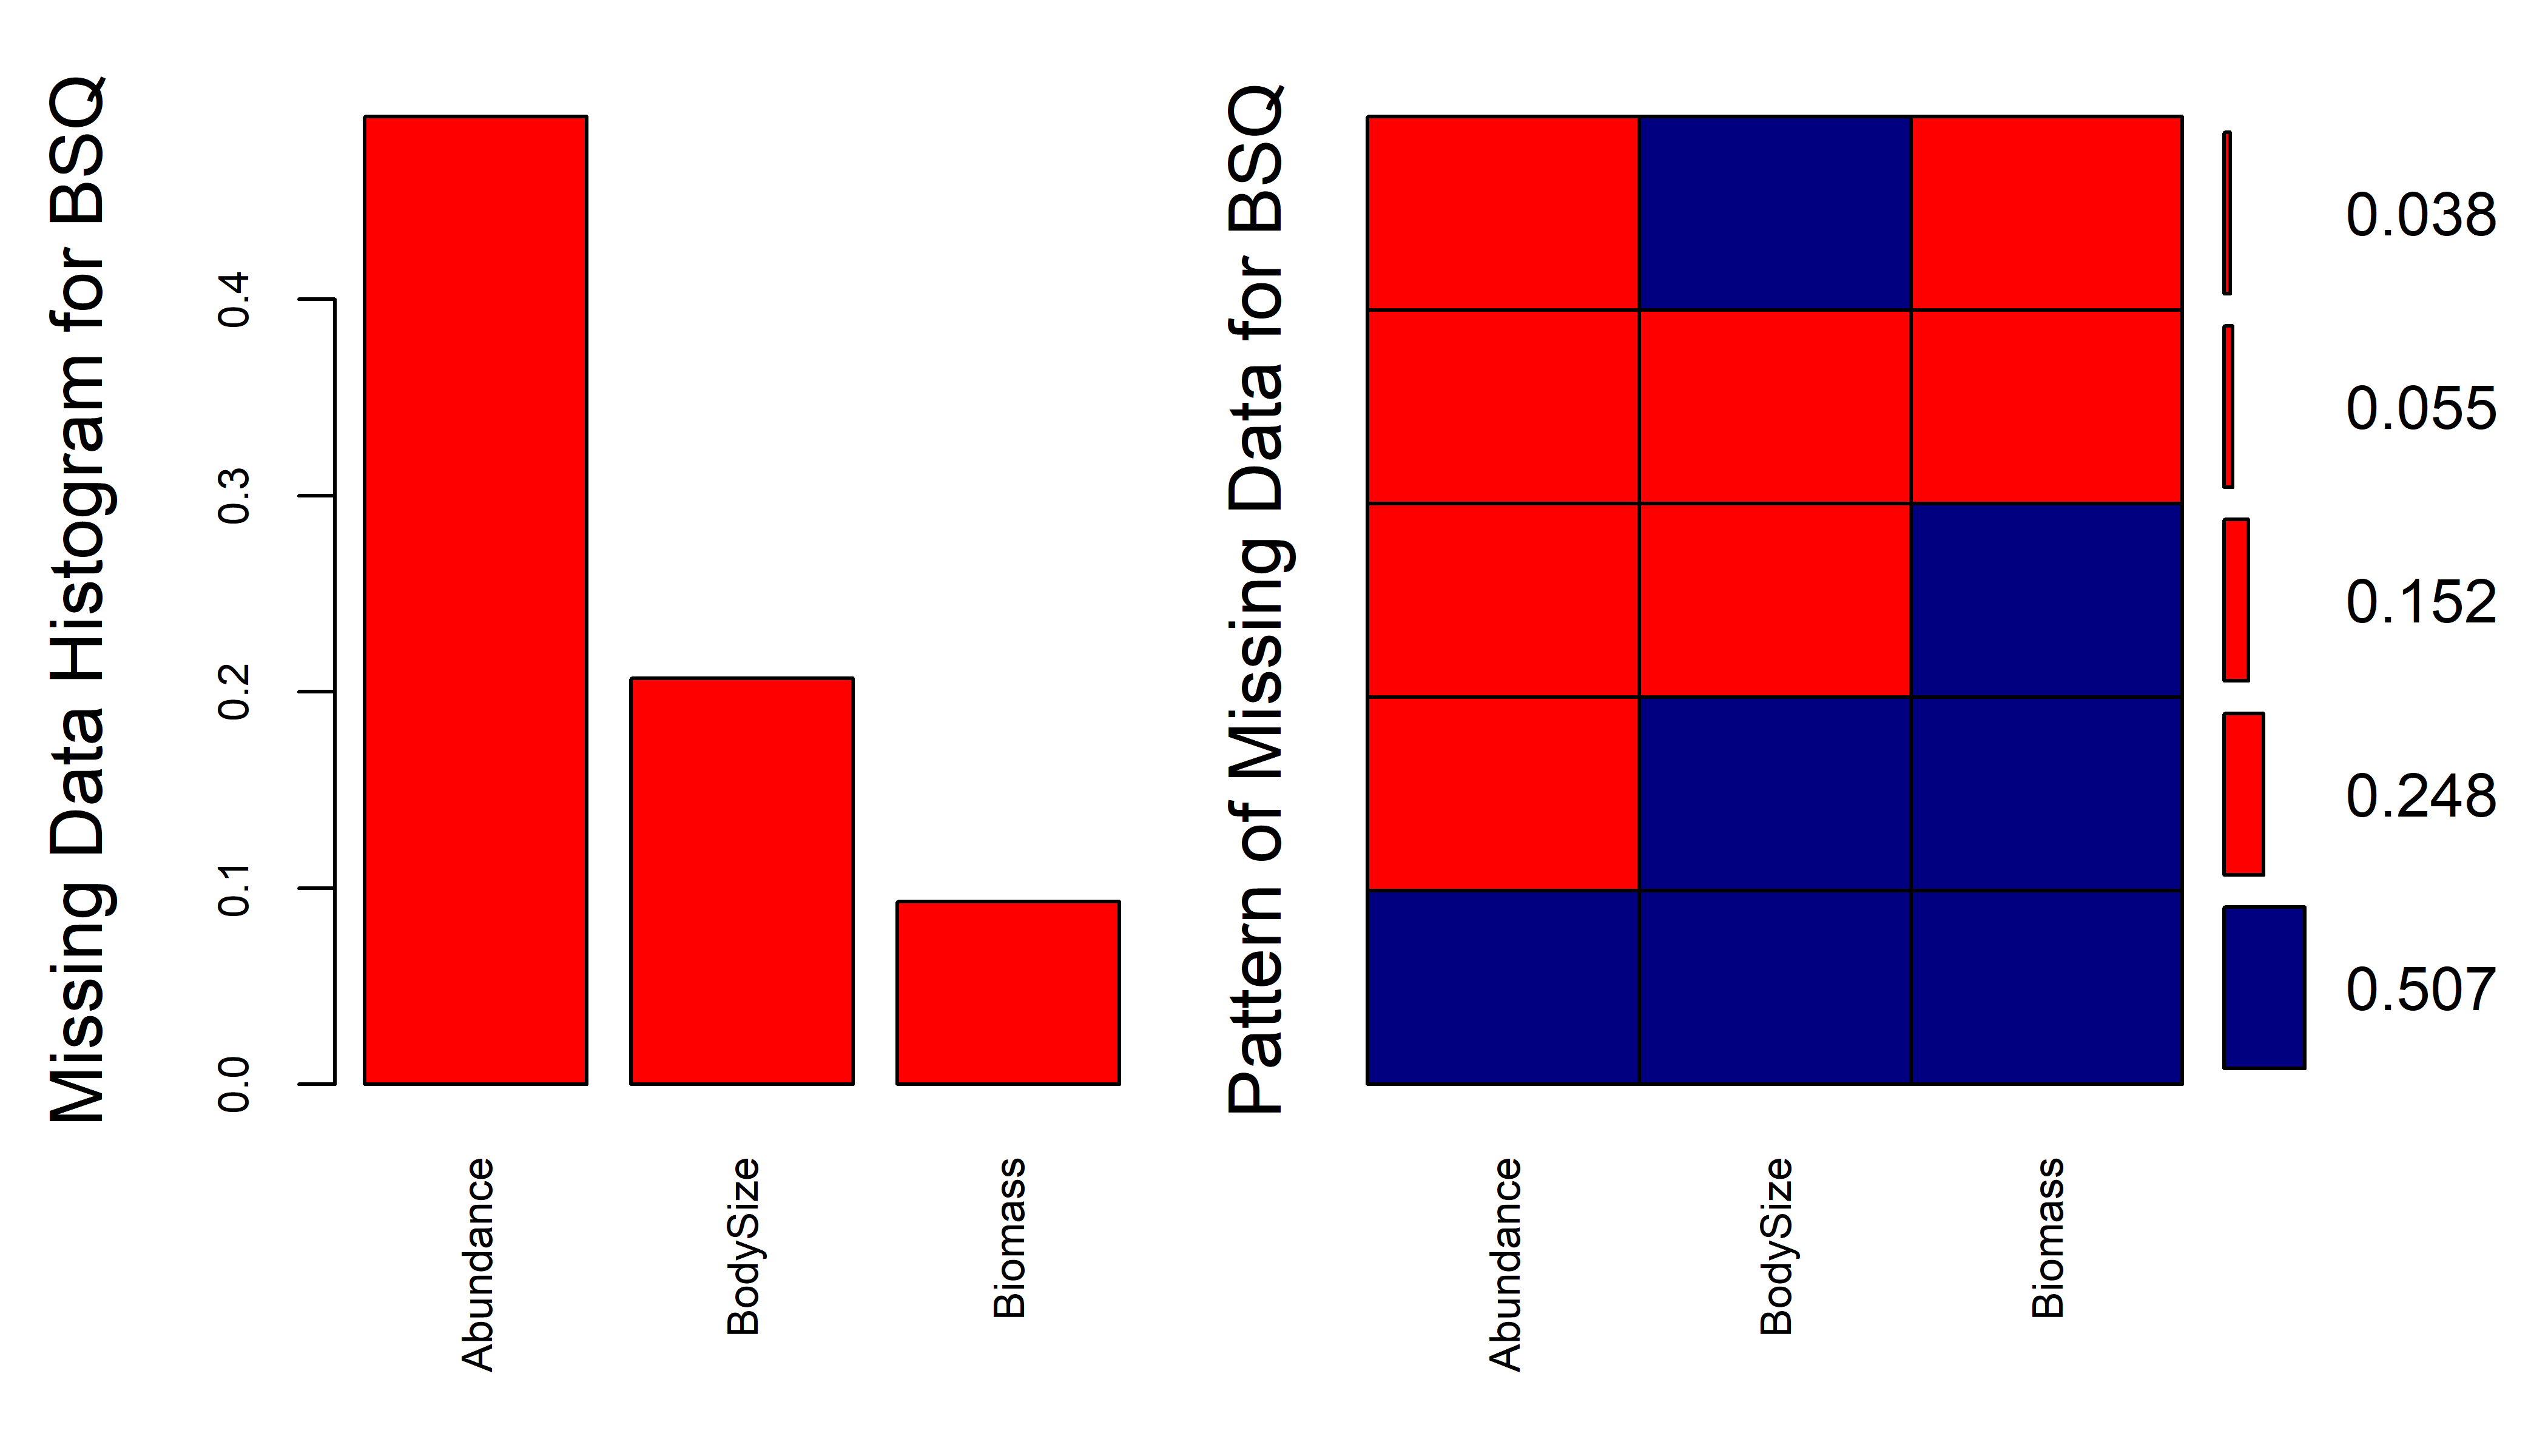 Missing Data Histogram for BSQ
0.4
0.3
0.2
0.1
0.0
Abundance
BodySize
Biomass
Pattern of Missing Data for BSQ
Abundance
BodySize
Biomass
0.038
0.055
0.152
0.248
0.507